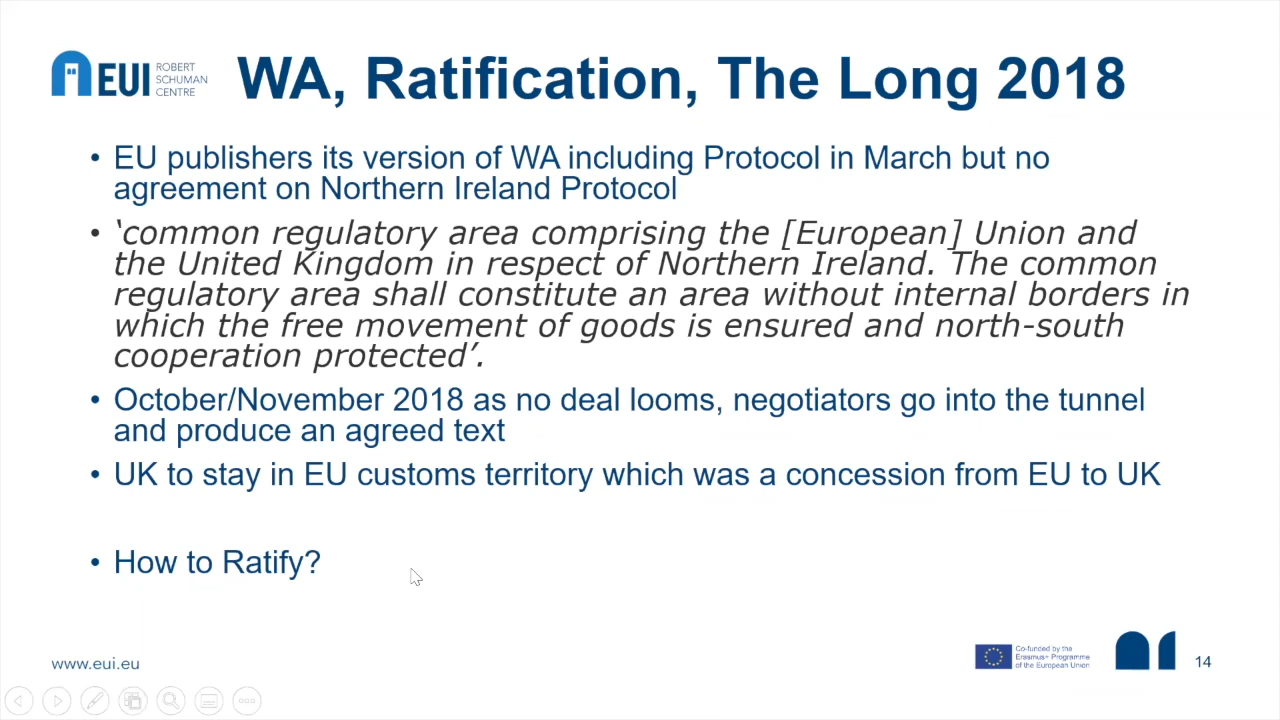 EUI
ROBERT
SCHUMAN
CENTRE
WA, Ratification, The Long 2018
• EU publishers its version of WA including Protocol in March but no
agreement on Northern Ireland Protocol
• ‘common regulatory area comprising the [European] Union and
the United Kingdom in respect of Northern Ireland. The common
regulatory area shall constitute an area without internal borders in
which the free movement of goods is ensured and north-south
cooperation protected’.
• October/November 2018 as no deal looms, negotiators go into the tunnel
and produce an agreed text
• UK to stay in EU customs territory which was a concession from EU to UK
• How to Ratify?
www.eui.eu
Co-funded by the
Erasmus+ Programme
of the European Union
14